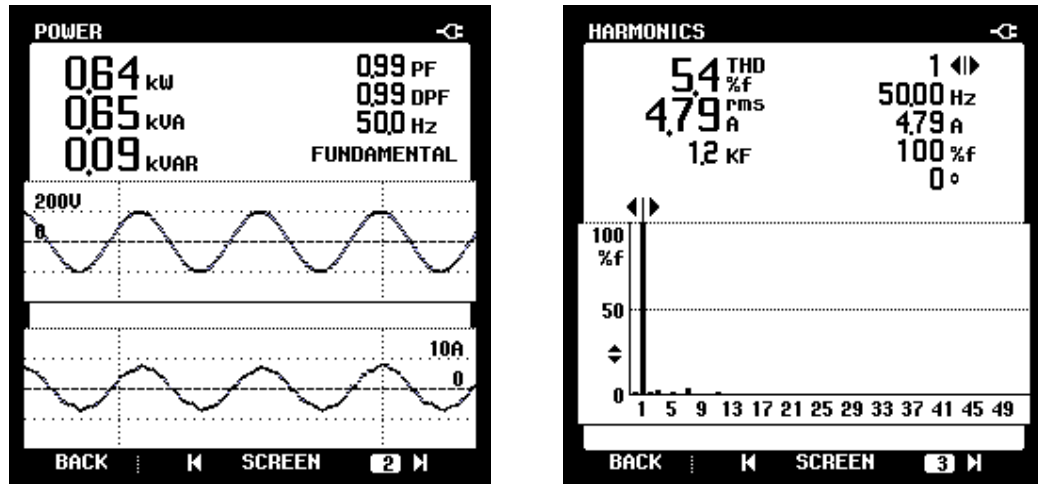 POWER
0.64 kW
0.65 kVA
0.09 kVAR
0.99 PF
0.99 DPF
50.0 Hz
FUNDAMENTAL
200V
0
10A
0
BACK SCREEN 2
HARMONICS
5.4 THD %f
4.79 rms A
1.2 KF
1
50.00 Hz
4.79 A
100 %f
0 °
100
%f
50
0
1 5 9 13 17 21 25 29 33 37 41 45 49
BACK SCREEN 3